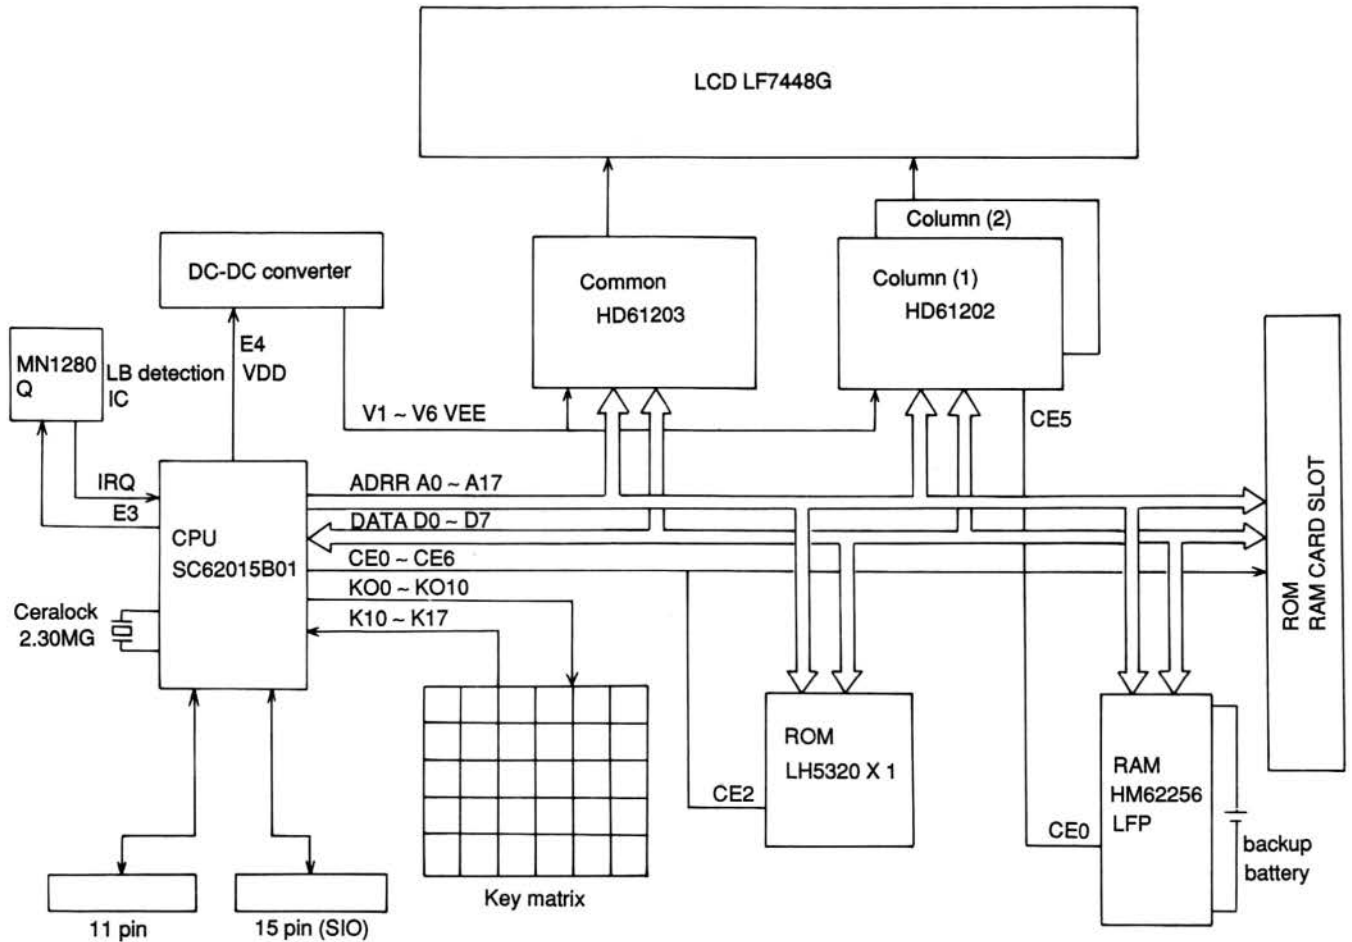 LCD LF7448G
Column (2)
Column (1)
HD61202
Common
HD61203
DC-DC converter
MN1280
Q
LB detection
IC
E4
VDD
V1 ~ V6 VEE
CE5
IRQ
E3
ADRR A0 ~ A17
DATA D0 ~ D7
CE0 ~ CE6
KO0 ~ KO10
K10 ~ K17
CPU
SC62015B01
Ceralock
2.30MG
ROM
RAM CARD SLOT
ROM
LH5320 X 1
CE2
RAM
HM62256
LFP
CE0
backup
battery
Key matrix
11 pin
15 pin (SIO)